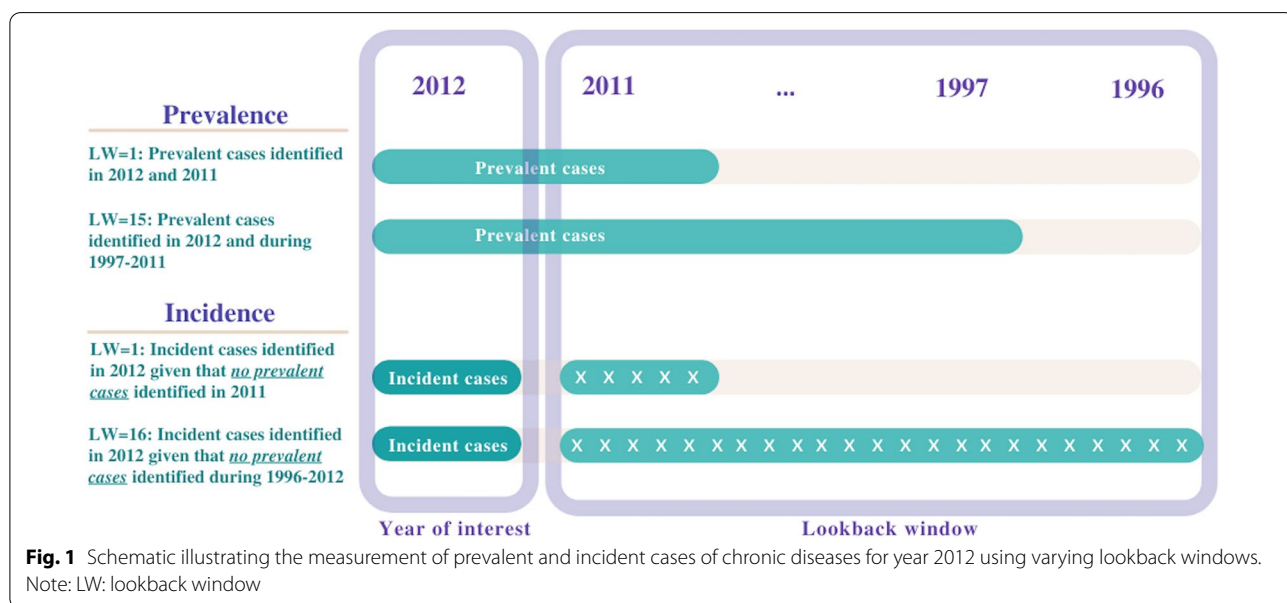 2012 2011 ... 1997 1996
Prevalence
LW=1: Prevalent cases identified
in 2012 and 2011
Prevalent cases
LW=15: Prevalent cases
identified in 2012 and during
1997-2011
Prevalent cases
Incidence
LW=1: Incident cases identified
in 2012 given that no prevalent
cases identified in 2011
Incident cases X X X X X
LW=16: Incident cases identified
in 2012 given that no prevalent
cases identified during 1996-2012
Incident cases X X X X X X X X X X X X X X X X X X X X X X X
Year of interest Lookback window
Fig. 1 Schematic illustrating the measurement of prevalent and incident cases of chronic diseases for year 2012 using varying lookback windows.
Note: LW: lookback window